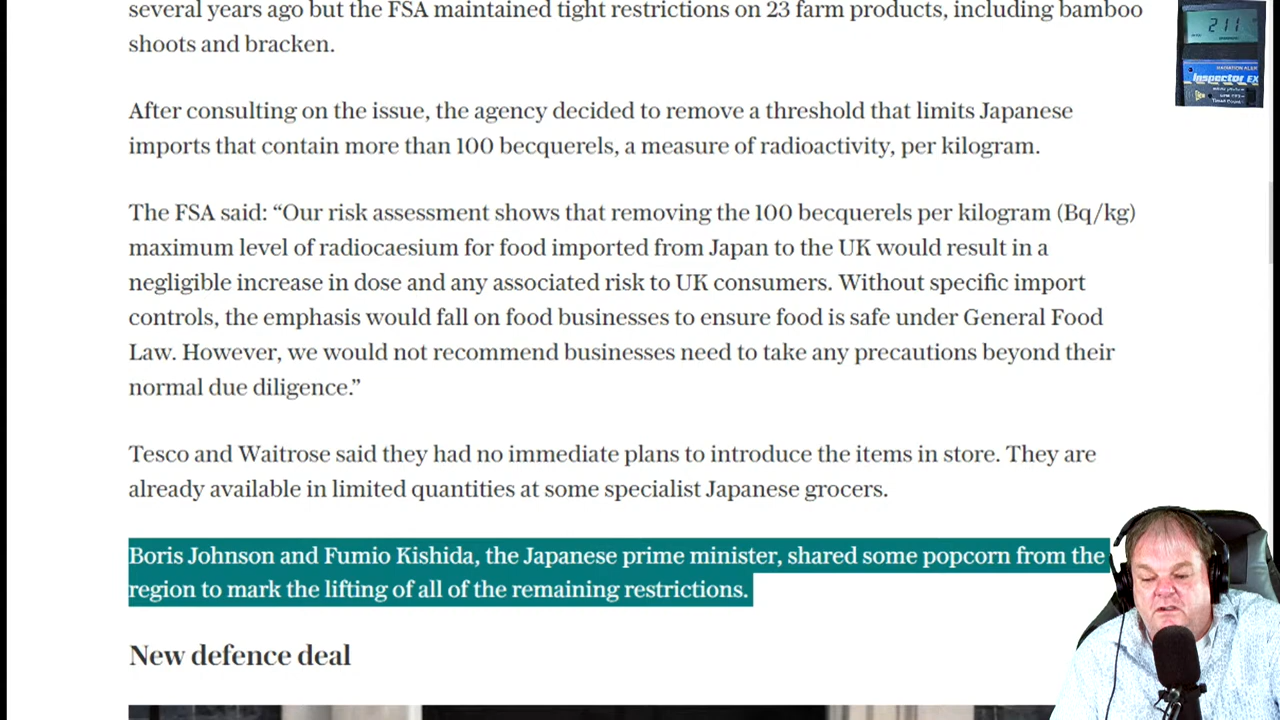 several years ago but the FSA maintained tight restrictions on 23 farm products, including bamboo
shoots and bracken.
After consulting on the issue, the agency decided to remove a threshold that limits Japanese
imports that contain more than 100 becquerels, a measure of radioactivity, per kilogram.
The FSA said: “Our risk assessment shows that removing the 100 becquerels per kilogram (Bq/kg)
maximum level of radiocaesium for food imported from Japan to the UK would result in a
negligible increase in dose and any associated risk to UK consumers. Without specific import
controls, the emphasis would fall on food businesses to ensure food is safe under General Food
Law. However, we would not recommend businesses need to take any precautions beyond their
normal due diligence.”
Tesco and Waitrose said they had no immediate plans to introduce the items in store. They are
already available in limited quantities at some specialist Japanese grocers.
Boris Johnson and Fumio Kishida, the Japanese prime minister, shared some popcorn from the
region to mark the lifting of all of the remaining restrictions.
New defence deal
211
RADIATION ALERT
Inspector EX